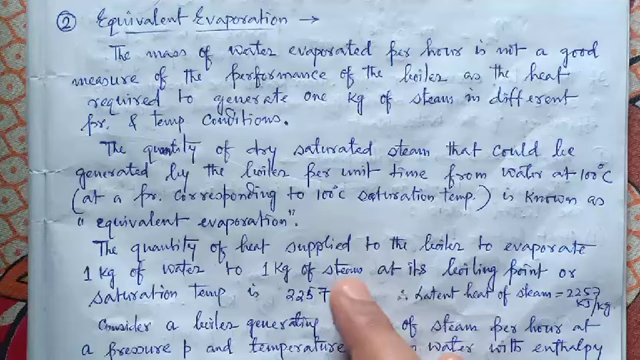 ② Equivalent Evaporation →
The mass of water evaporated per hour is not a good
measure of the performance of the boiler as the heat
required to generate one kg of steam in different
pr. & temp conditions.
The quantity of dry saturated steam that could be
generated by the boiler per unit time from water at 100°C
(at a pr. corresponding to 100°C saturation temp.) is known as
"equivalent evaporation".
The quantity of heat supplied to the boiler to evaporate
1 kg of water to 1 kg of steam at its boiling point or
saturation temp is 2257 ∴ Latent heat of steam = 2257 KJ/kg
Consider a boiler generating of steam per hour at
a pressure p and temperature water with enthalpy